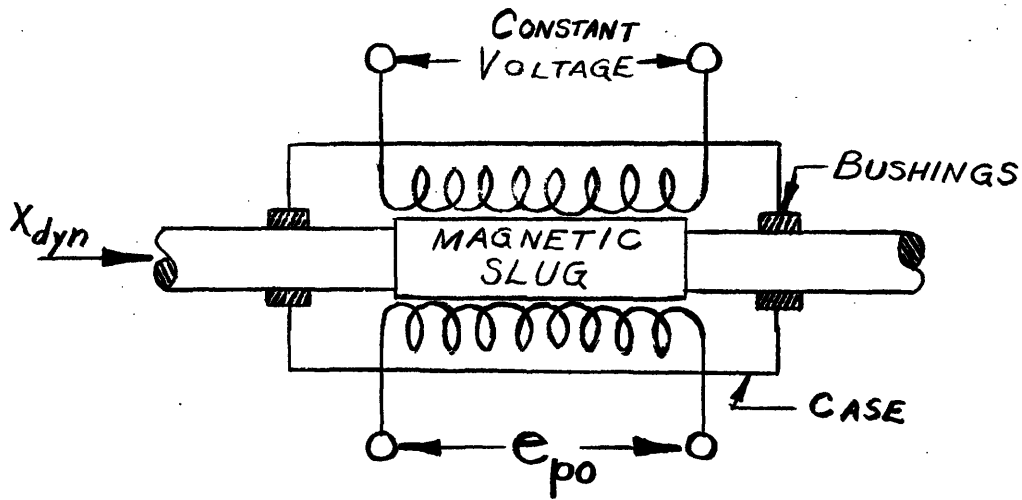 CONSTANT
VOLTAGE
BUSHINGS
Xdyn
MAGNETIC
SLUG
CASE
epo